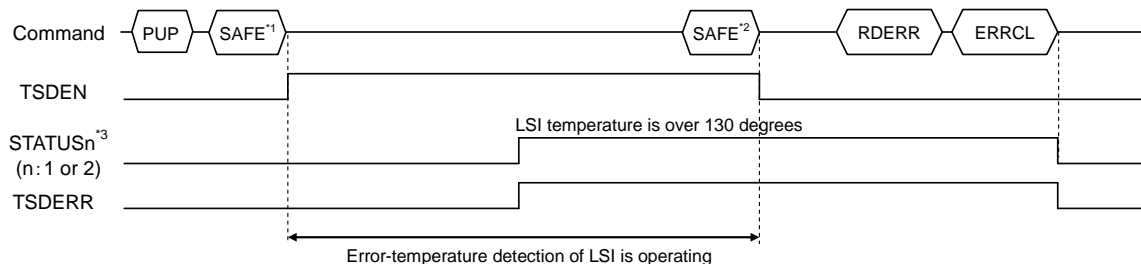 Command PUP SAFE*1 SAFE*2 RDERR ERRCL
TSDEN
LSI temperature is over 130 degrees
STATUSn*3
(n:1 or 2)
TSDERR
Error-temperature detection of LSI is operating